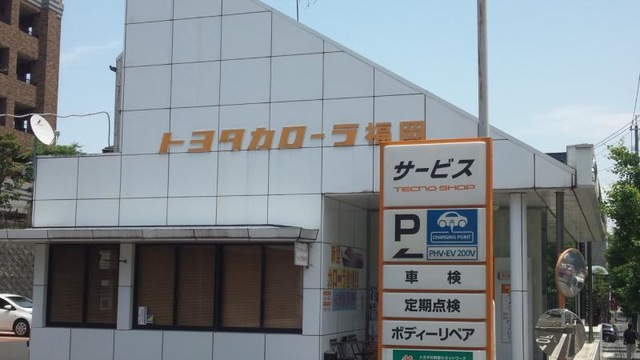 トヨタカローラ福岡
サービス
TECNO SHOP
P
CHARGING POINT
PHV・EV 200V
車検
定期点検
ボディーリペア